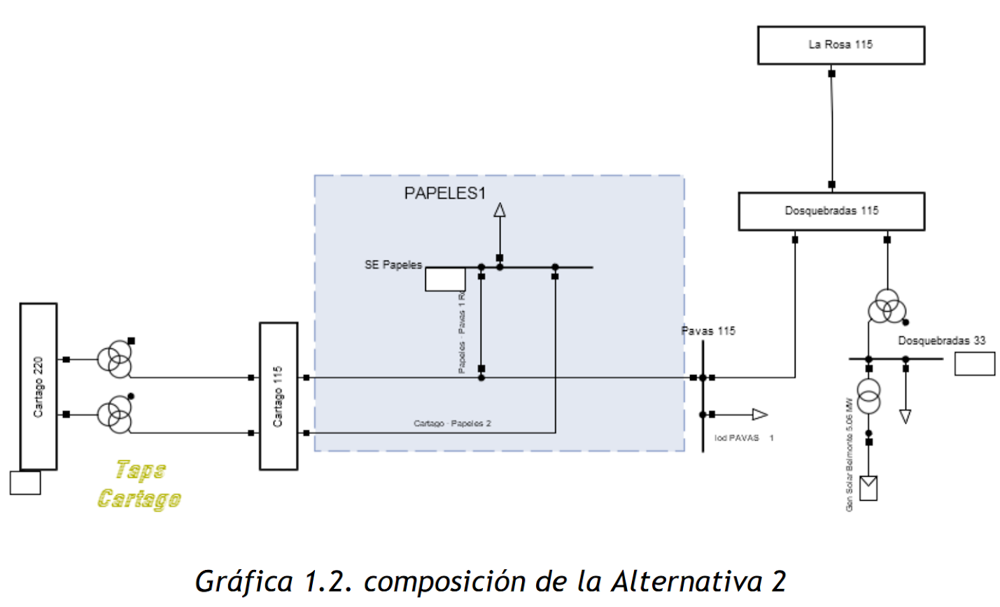 La Rosa 115
PAPELES1
Dosquebradas 115
SE Papeles
Papeles - Pavas 1
Pavas 115
Dosquebradas 33
Cartago 220
Cartago 115
Cartago - Papeles 2
lod PAVAS 1
Gen Solar Belmonte 5.06 MW
Taps
Cartago
Gráfica 1.2. composición de la Alternativa 2